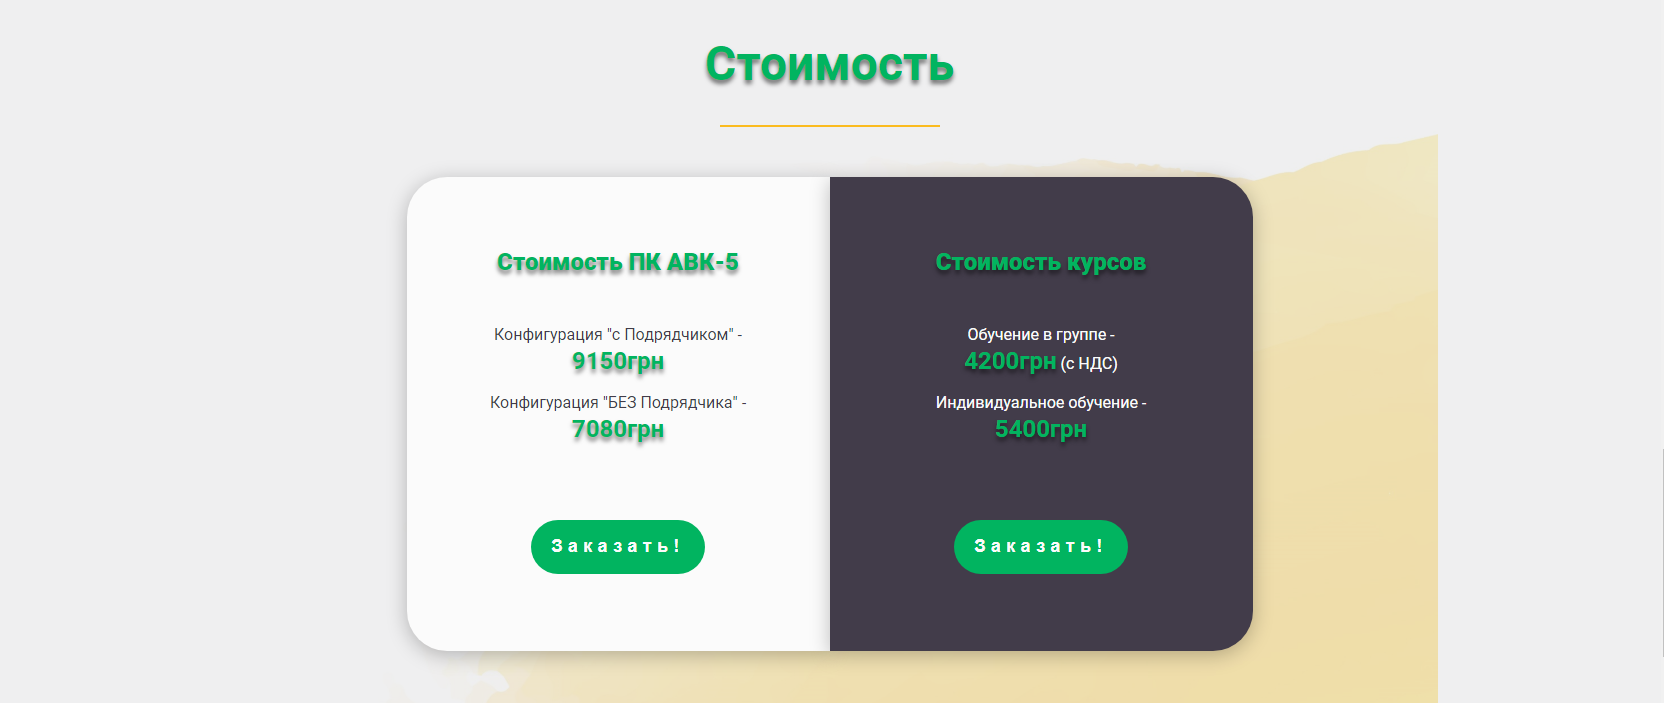 Стоимость
Стоимость ПК АВК-5
Конфигурация "с Подрядчиком" -
9150грн
Конфигурация "БЕЗ Подрядчика" -
7080грн
Заказать!
Стоимость курсов
Обучение в группе -
4200грн (с НДС)
Индивидуальное обучение -
5400грн
Заказать!